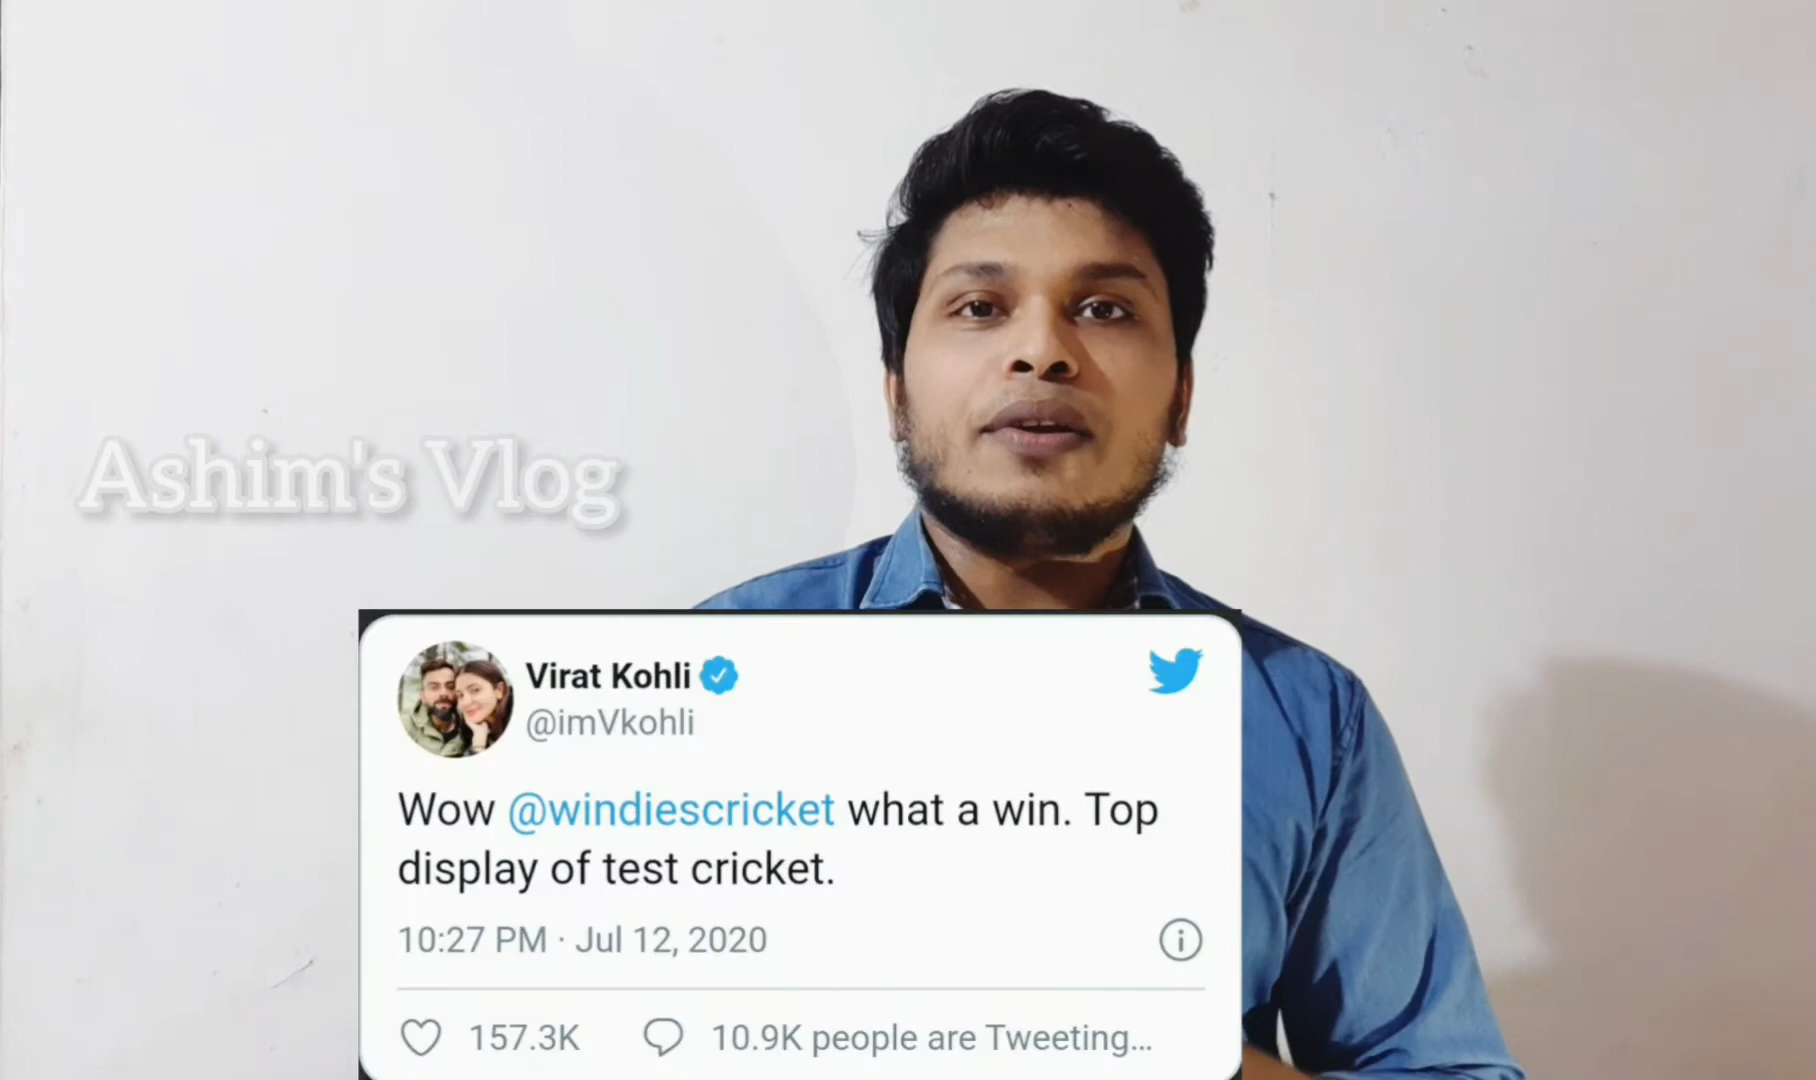 Ashim's Vlog
Virat Kohli
@imVkohli
Wow @windiescricket what a win. Top
display of test cricket.
10:27 PM · Jul 12, 2020
157.3K
10.9K people are Tweeting...